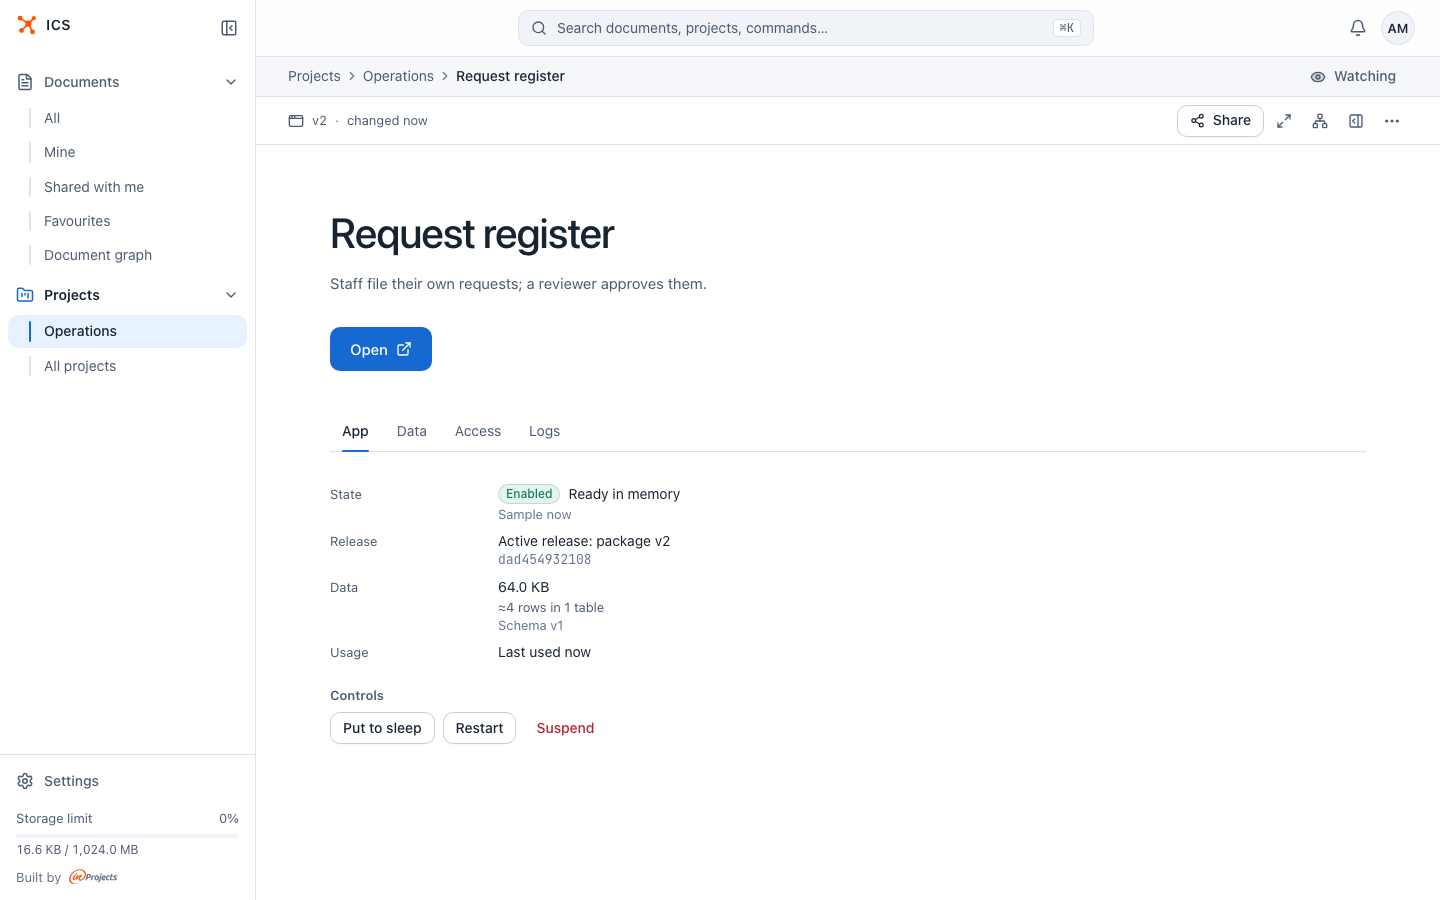 ICS
Documents
All
Mine
Shared with me
Favourites
Document graph
Projects
Operations
All projects
Settings
Storage limit 0%
16.6 KB / 1,024.0 MB
Built by inProjects
Search documents, projects, commands... ⌘K
AM
Projects > Operations > Request register
Watching
v2 · changed now
Share
Request register
Staff file their own requests; a reviewer approves them.
Open
App Data Access Logs
State Enabled Ready in memory
Sample now
Release Active release: package v2
dad454932108
Data 64.0 KB
≈4 rows in 1 table
Schema v1
Usage Last used now
Controls
Put to sleep Restart Suspend